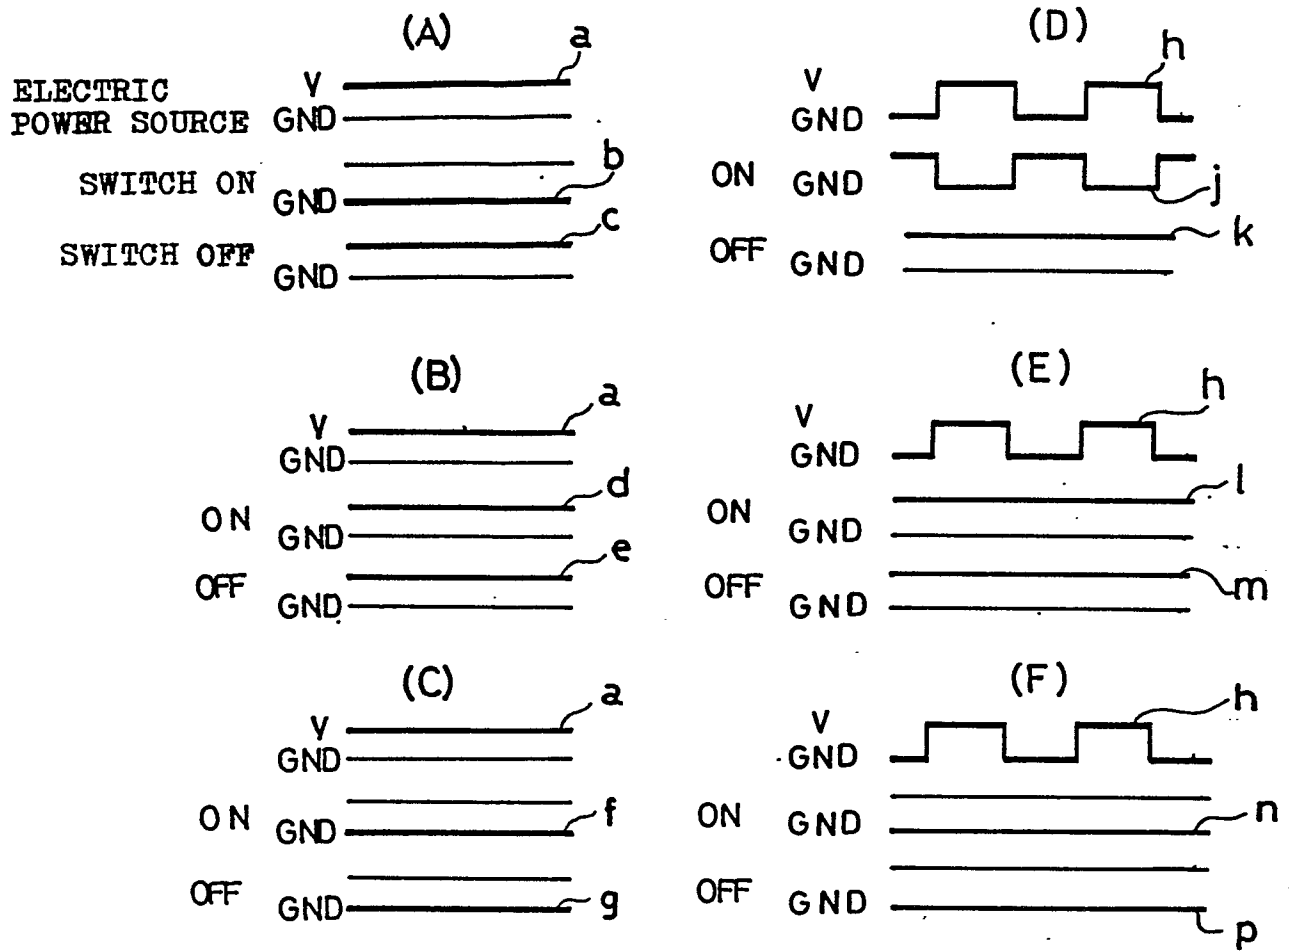 (A)
a
ELECTRIC
POWER SOURCE
V
GND
SWITCH ON
b
GND
SWITCH OFF
c
GND
(B)
a
V
GND
ON
d
GND
OFF
e
GND
(C)
a
V
GND
ON
f
GND
OFF
g
GND
(D)
h
V
GND
ON
GND
j
OFF
k
GND
(E)
h
V
GND
ON
l
GND
OFF
m
GND
(F)
h
V
GND
ON
n
GND
OFF
GND
p